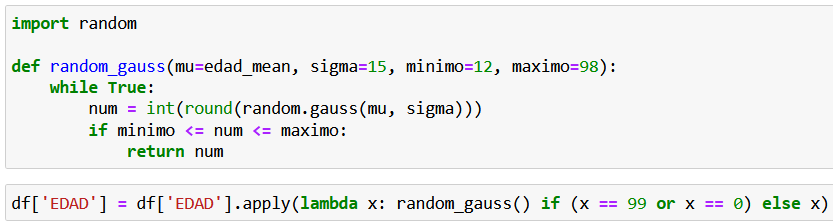 import random
def random_gauss(mu=edad_mean, sigma=15, minimo=12, maximo=98):
    while True:
        num = int(round(random.gauss(mu, sigma)))
        if minimo <= num <= maximo:
            return num
df['EDAD'] = df['EDAD'].apply(lambda x: random_gauss() if (x == 99 or x == 0) else x)